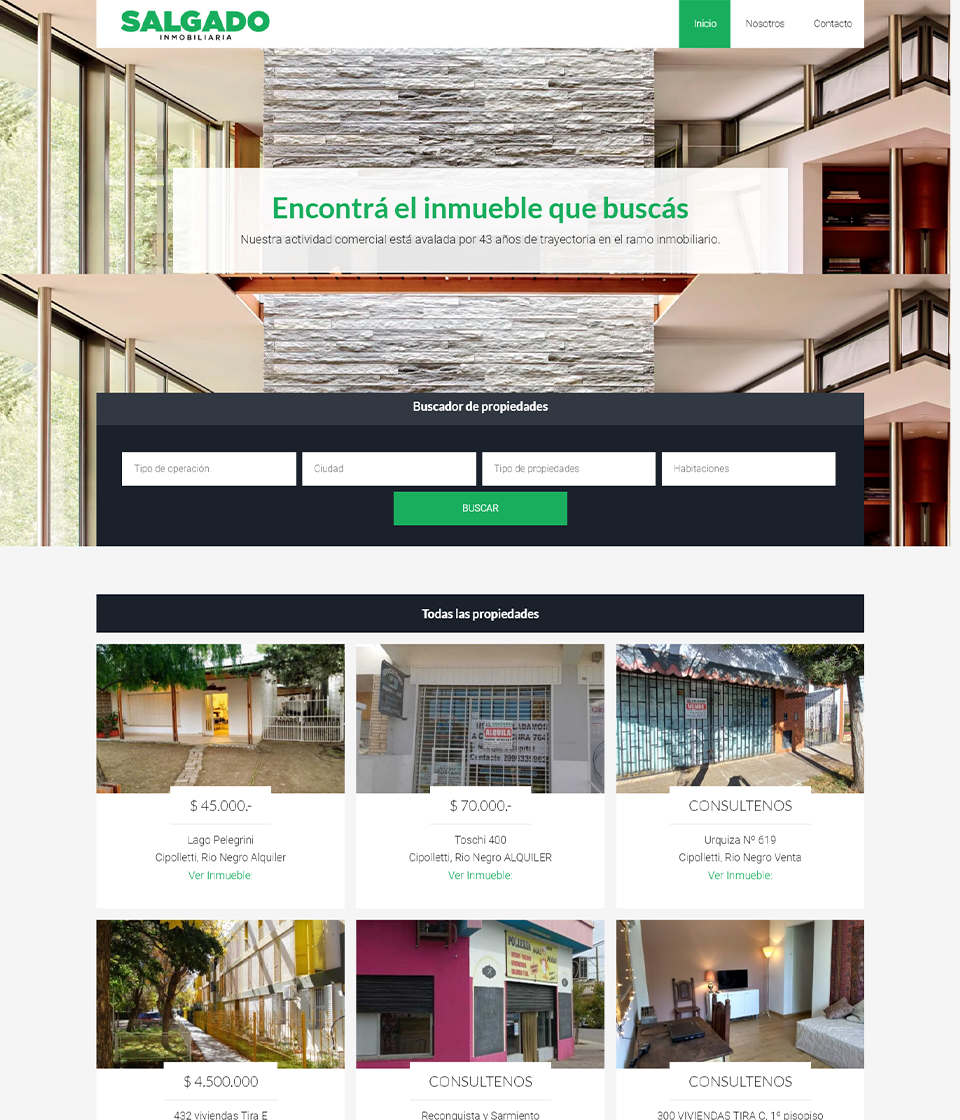 SALGADO
INMOBILIARIA
Inicio
Nosotros
Contacto
Encontrá el inmueble que buscás
Nuestra actividad comercial está avalada por 43 años de trayectoria en el ramo inmobiliario.
Buscador de propiedades
Tipo de operación
Ciudad
Tipo de propiedades
Habitaciones
BUSCAR
Todas las propiedades
ALQUILA
VENDE
$ 45.000.-
Lago Pelegrini
Cipolletti, Rio Negro Alquiler
Ver Inmueble:
$ 70.000.-
Toschi 400
Cipolletti, Rio Negro ALQUILER
Ver Inmueble:
CONSULTENOS
Urquiza Nº 619
Cipolletti, Rio Negro Venta
Ver Inmueble:
$ 4.500.000
432 viviendas Tira E
CONSULTENOS
Reconquista y Sarmiento
CONSULTENOS
300 VIVIENDAS TIRA C, 1º pisopiso